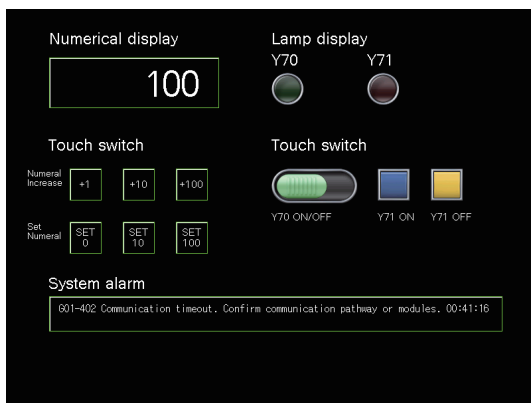 Numerical display
100
Lamp display
Y70 Y71
Touch switch
Numeral
Increase
+1 +10 +100
Set
Numeral
SET
0
SET
10
SET
100
Touch switch
Y70 ON/OFF Y71 ON Y71 OFF
System alarm
G01-402 Communication timeout. Confirm communication pathway or modules. 00:41:16